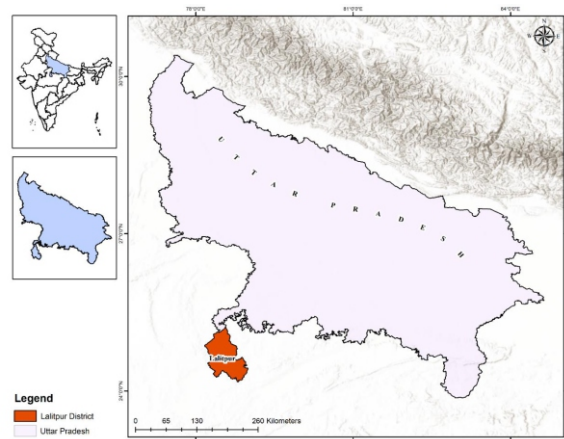 78°0'0"E 81°0'0"E 84°0'0"E
N
W E
S
30°0'0"N
27°0'0"N
24°0'0"N
UTTAR PRADESH
Lalitpur
Legend
Lalitpur District
Uttar Pradesh
0 65 130 260 Kilometers